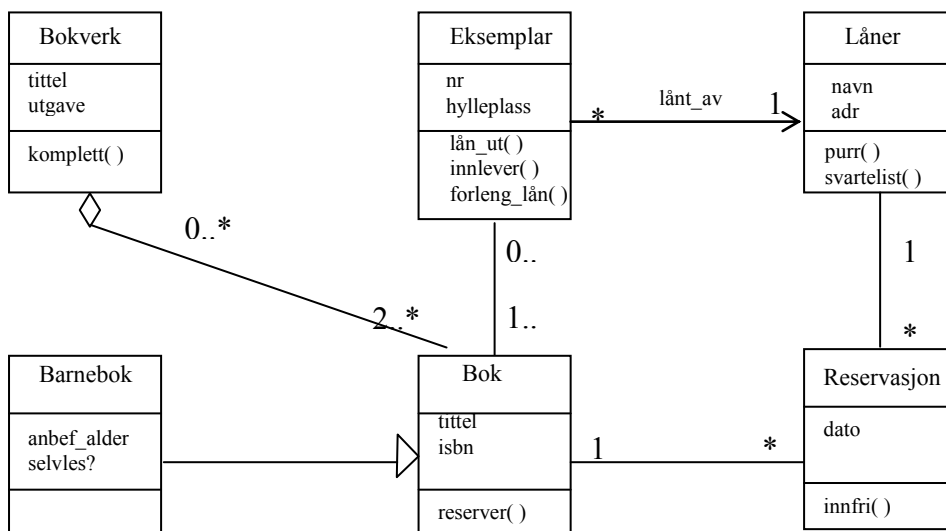 Bokverk
tittel
utgave
komplett( )
Eksemplar
nr
hylleplass
lån_ut( )
innlever( )
forleng_lån( )
Låner
navn
adr
purr( )
svartelist( )
*
lånt_av
1
0..*
2..*
0..
1..
1
*
Barnebok
anbef_alder
selvles?
Bok
tittel
isbn
reserver( )
1
*
Reservasjon
dato
innfri( )